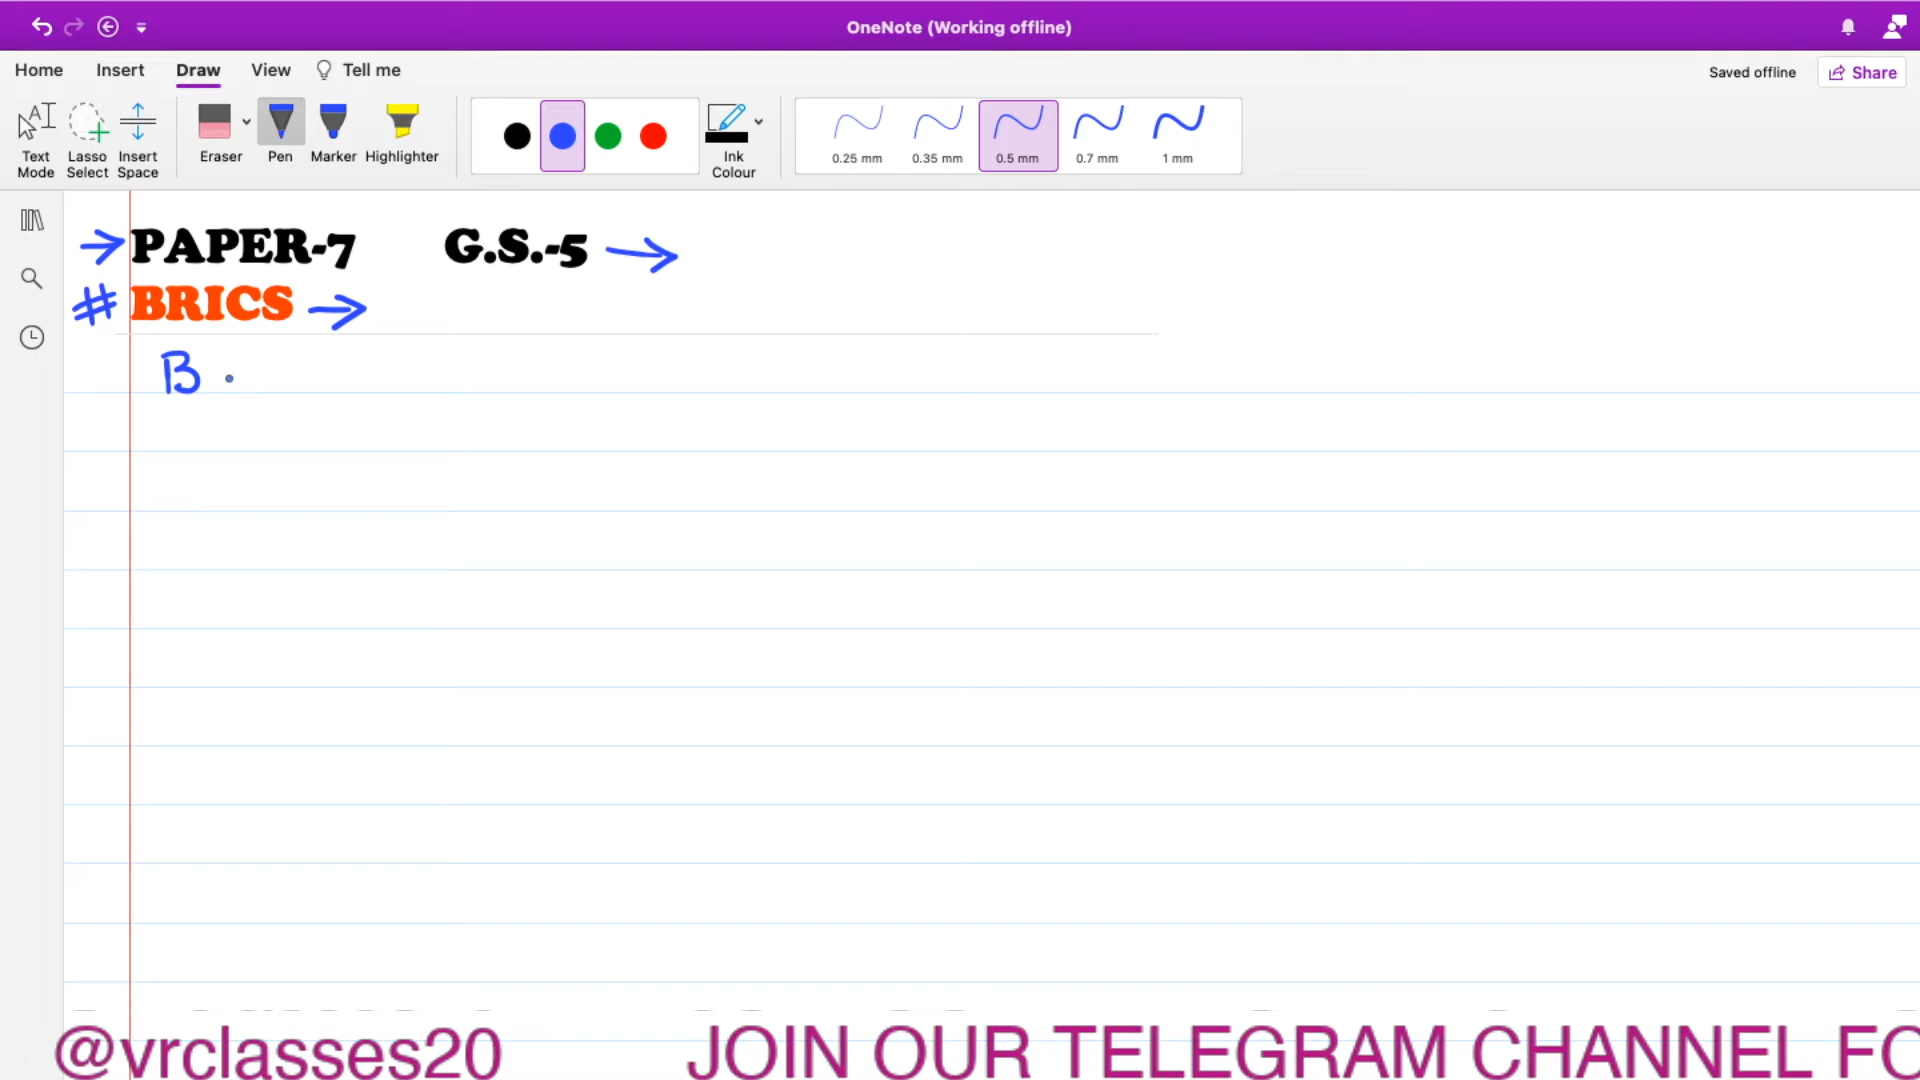 OneNote (Working offline)
Home Insert Draw View Tell me Saved offline Share
Text Mode Lasso Select Insert Space Eraser Pen Marker Highlighter Ink Colour 0.25 mm 0.35 mm 0.5 mm 0.7 mm 1 mm
→ PAPER-7 G.S.-5 →
# BRICS →
B
@vrclasses20 JOIN OUR TELEGRAM CHANNEL FO